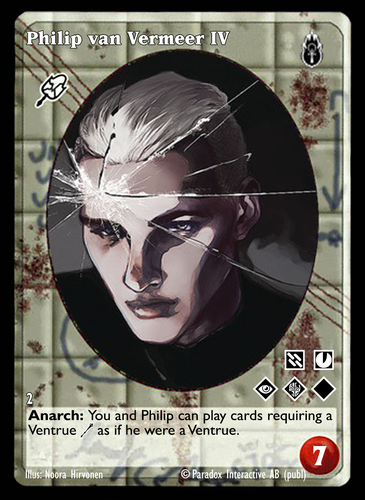 Philip van Vermeer IV
2
Anarch: You and Philip can play cards requiring a
Ventrue as if he were a Ventrue.
7
Illus: Noora Hirvonen
© Paradox Interactive AB (publ)